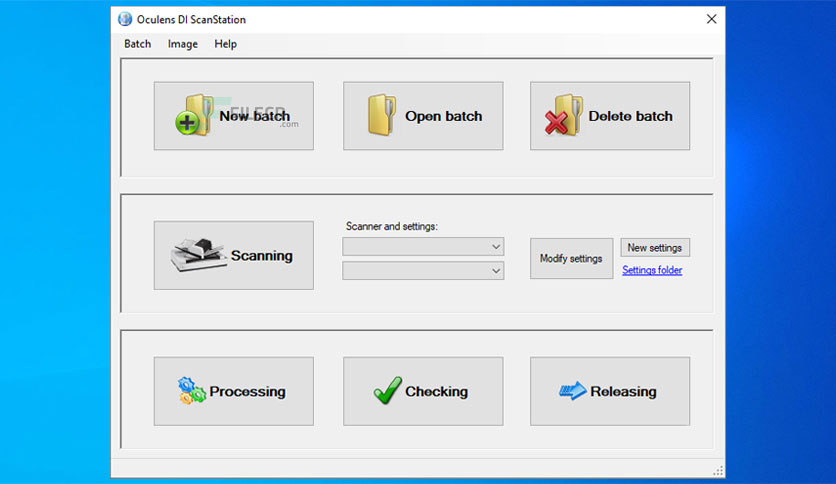 Oculens DI ScanStation
Batch Image Help
New batch
FILECR
.com
Open batch
Delete batch
Scanning
Scanner and settings:
Modify settings
New settings
Settings folder
Processing
Checking
Releasing